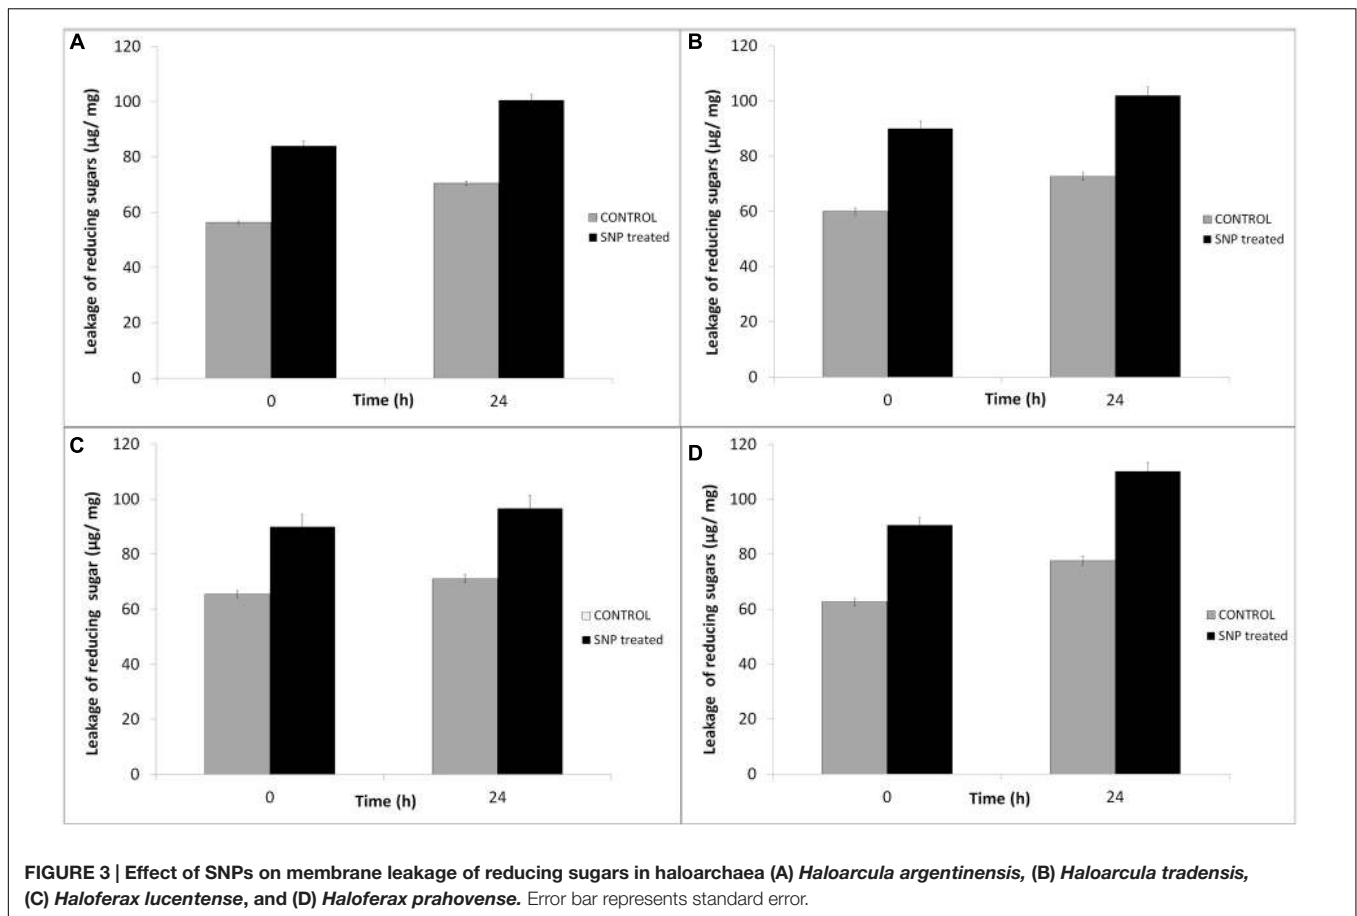 A
120
100
80
60
40
20
0
Leakage of reducing sugars (µg/ mg)
0
Time (h)
24
CONTROL
SNP treated
B
120
100
80
60
40
20
0
Leakage of reducing sugars (µg/ mg)
0
Time (h)
24
CONTROL
SNP treated
C
120
100
80
60
40
20
0
Leakage of reducing sugar (µg/ mg)
0
Time (h)
24
CONTROL
SNP treated
D
120
100
80
60
40
20
0
Leakage of reducing sugars (µg/ mg)
0
Time (h)
24
CONTROL
SNP treated
FIGURE 3 | Effect of SNPs on membrane leakage of reducing sugars in haloarchaea (A) Haloarcula argentinensis, (B) Haloarcula tradensis,
(C) Haloferax lucentense, and (D) Haloferax prahovense. Error bar represents standard error.